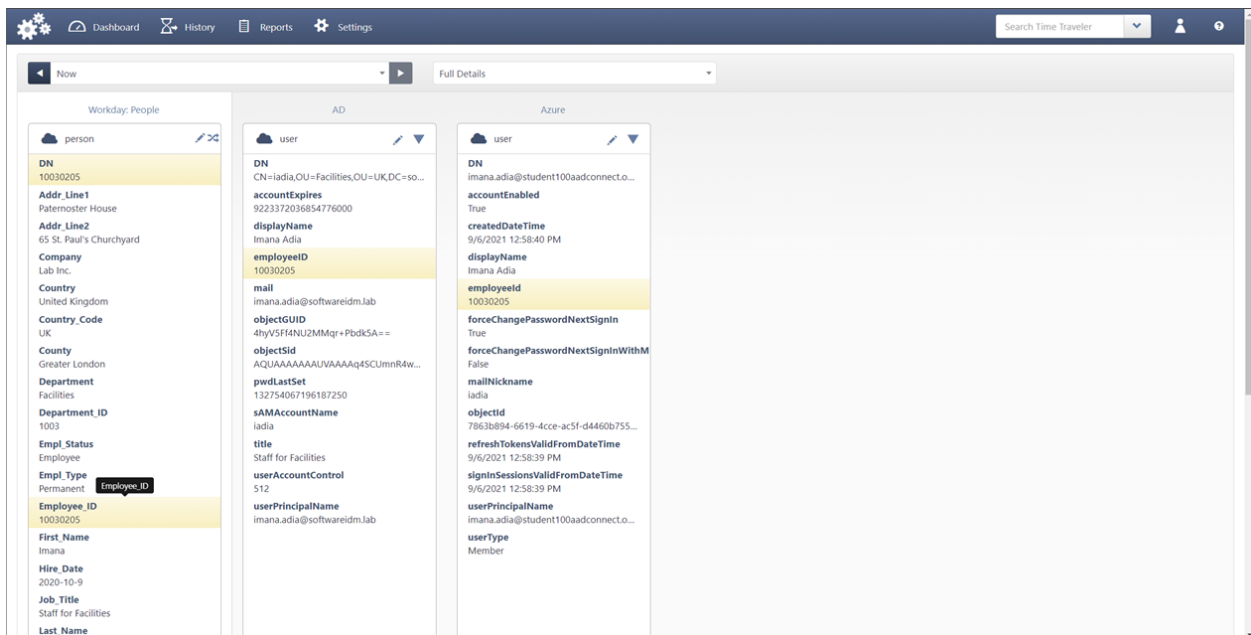 Dashboard
History
Reports
Settings
Search Time Traveler
Now
Full Details
Workday: People
person
DN
10030205
Addr_Line1
Paternoster House
Addr_Line2
65 St. Paul's Churchyard
Company
Lab Inc.
Country
United Kingdom
Country_Code
UK
County
Greater London
Department
Facilities
Department_ID
1003
Empl_Status
Employee
Empl_Type
Permanent
Employee_ID
Employee_ID
10030205
First_Name
Imana
Hire_Date
2020-10-9
Job_Title
Staff for Facilities
Last_Name
AD
user
DN
CN=iadia,OU=Facilities,OU=UK,DC=so...
accountExpires
9223372036854776000
displayName
Imana Adia
employeeID
10030205
mail
imana.adia@softwareidm.lab
objectGUID
4hyV5Ff4NU2MMqr+Pbdk5A==
objectSid
AQUAAAAAAAUVAAAAq4SCUmnR4w...
pwdLastSet
132754067196187250
sAMAccountName
iadia
title
Staff for Facilities
userAccountControl
512
userPrincipalName
imana.adia@softwareidm.lab
Azure
user
DN
imana.adia@student100aadconnect.o...
accountEnabled
True
createdDateTime
9/6/2021 12:58:40 PM
displayName
Imana Adia
employeeId
10030205
forceChangePasswordNextSignIn
True
forceChangePasswordNextSignInWithM
False
mailNickname
iadia
objectId
7863b894-6619-4cce-ac5f-d4460b755...
refreshTokensValidFromDateTime
9/6/2021 12:58:39 PM
signInSessionsValidFromDateTime
9/6/2021 12:58:39 PM
userPrincipalName
imana.adia@student100aadconnect.o...
userType
Member